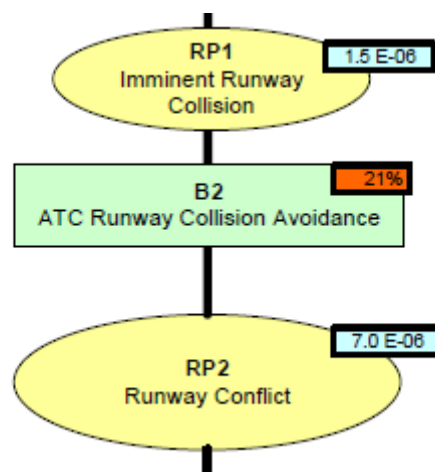 RP1
1.5 E-06
Imminent Runway
Collision
B2
21%
ATC Runway Collision Avoidance
7.0 E-06
RP2
Runway Conflict